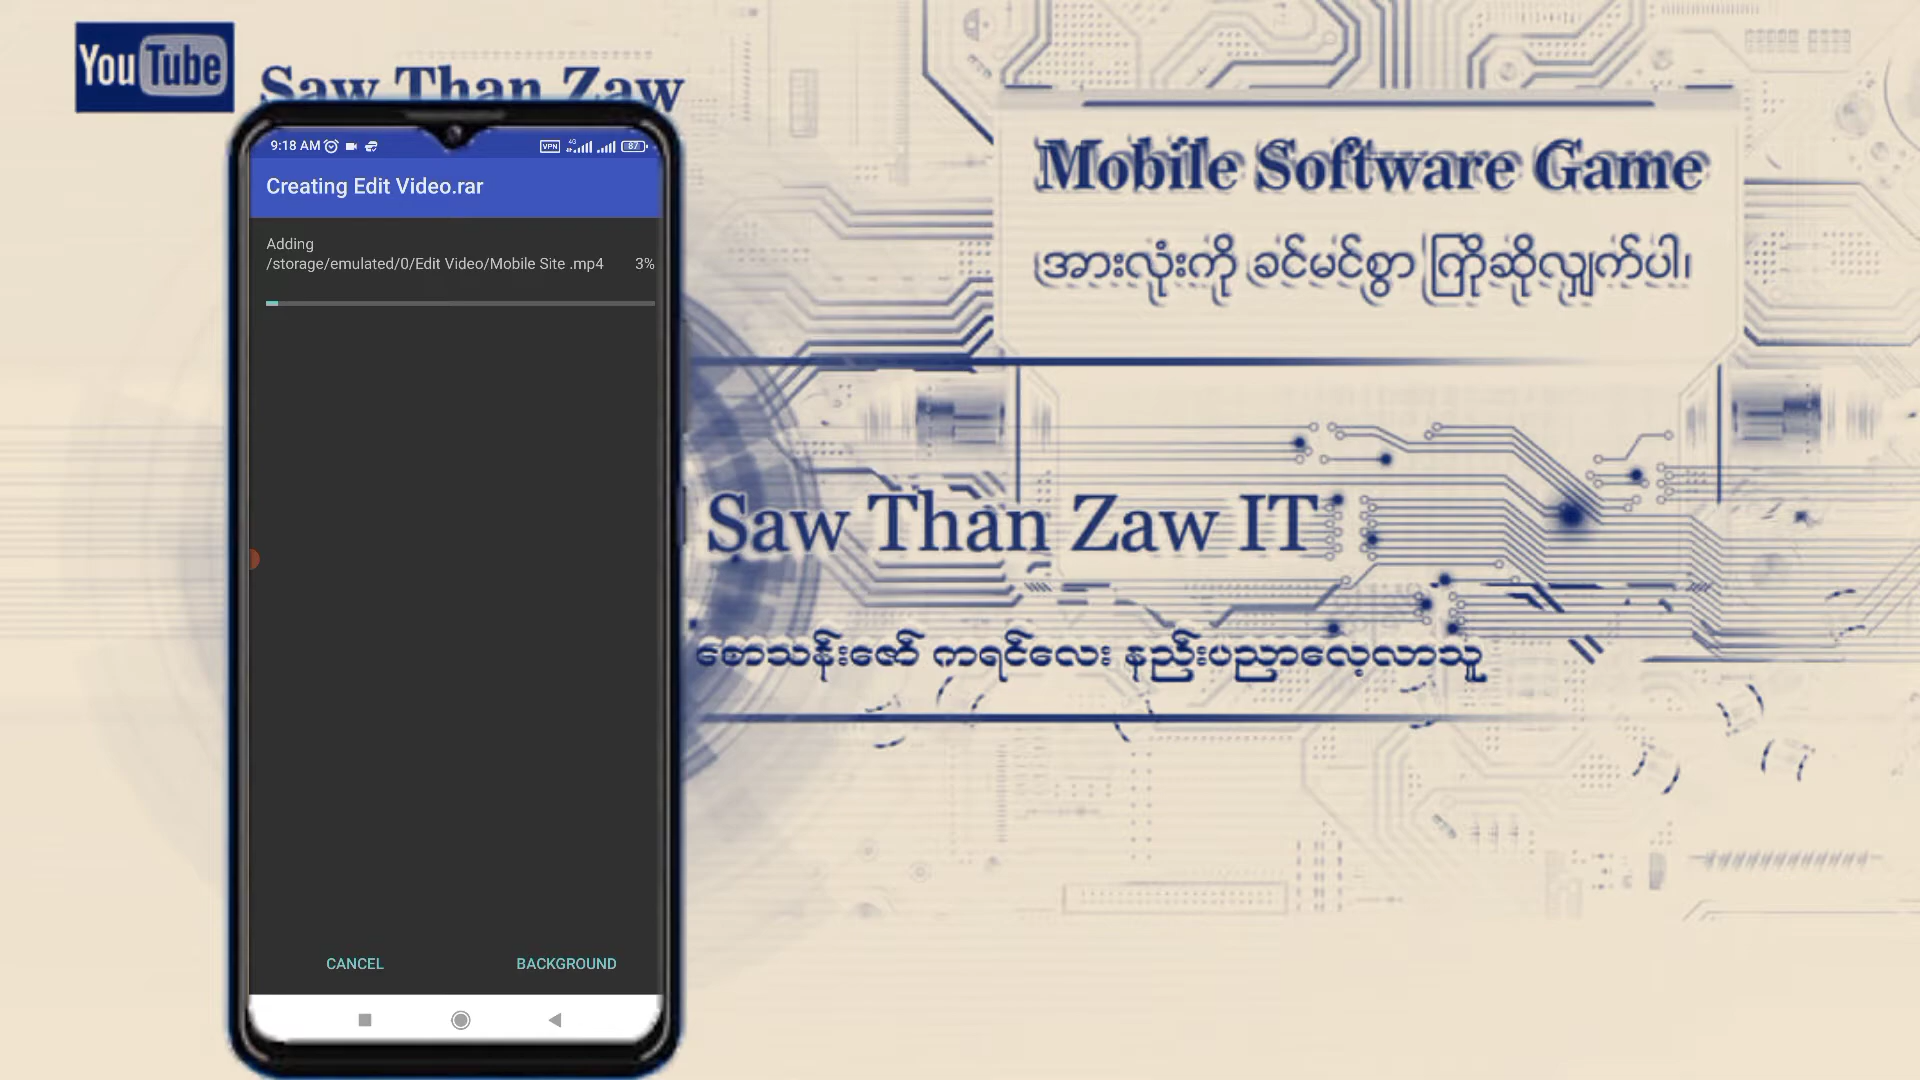 YouTube
Saw Than Zaw
9:18 AM
VPN
4G
87
Creating Edit Video.rar
Adding
/storage/emulated/0/Edit Video/Mobile Site .mp4 3%
CANCEL
BACKGROUND
Mobile Software Game
၊အားလုံးကို ခင်မင်စွာ ကြိုဆိုလျှက်ပါ၊
Saw Than Zaw IT
စောသန်းဇော် ကရင်လေး နည်းပညာလေ့လာသူ